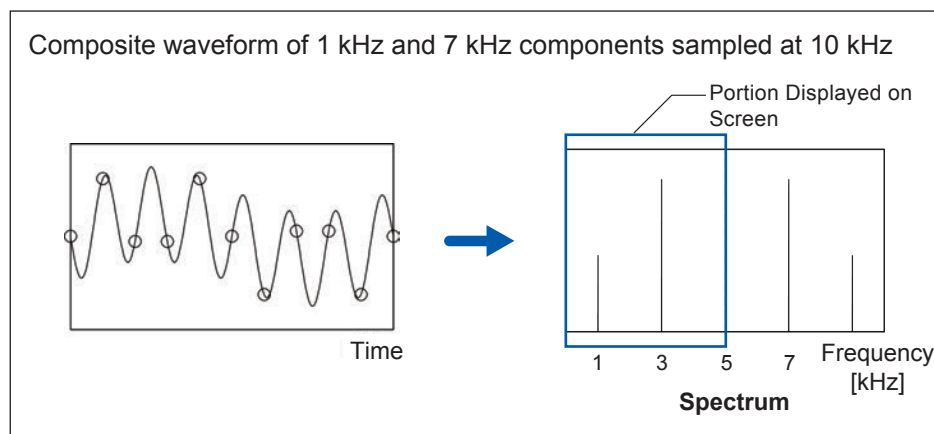 Composite waveform of 1 kHz and 7 kHz components sampled at 10 kHz
Portion Displayed on
Screen
Time
1 3 5 7 Frequency
[kHz]
Spectrum